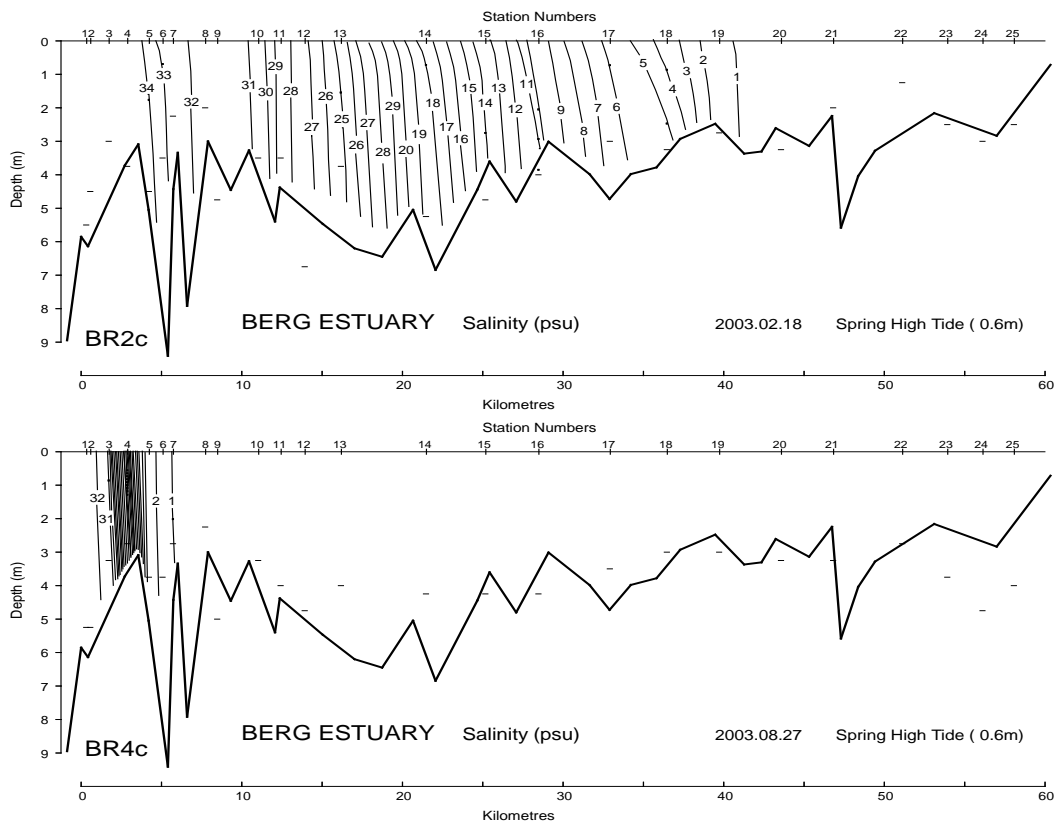 Station Numbers
12 3 4 5 6 7 8 9 10 11 12 13 14 15 16 17 18 19 20 21 22 23 24 25
0
1
2
3
4
5
6
7
8
9
Depth (m)
34 33 32 31 30 29 28 27 26 25 26 27 28 29 20 19 18 17 16 15 14 13 12 11 9 8 7 6 5 4 3 2 1
BR2c
BERG ESTUARY Salinity (psu) 2003.02.18 Spring High Tide ( 0.6m)
0 10 20 30 40 50 60
Kilometres
Station Numbers
12 3 4 5 6 7 8 9 10 11 12 13 14 15 16 17 18 19 20 21 22 23 24 25
0
1
2
3
4
5
6
7
8
9
Depth (m)
32 31 2 1
BR4c
BERG ESTUARY Salinity (psu) 2003.08.27 Spring High Tide ( 0.6m)
0 10 20 30 40 50 60
Kilometres